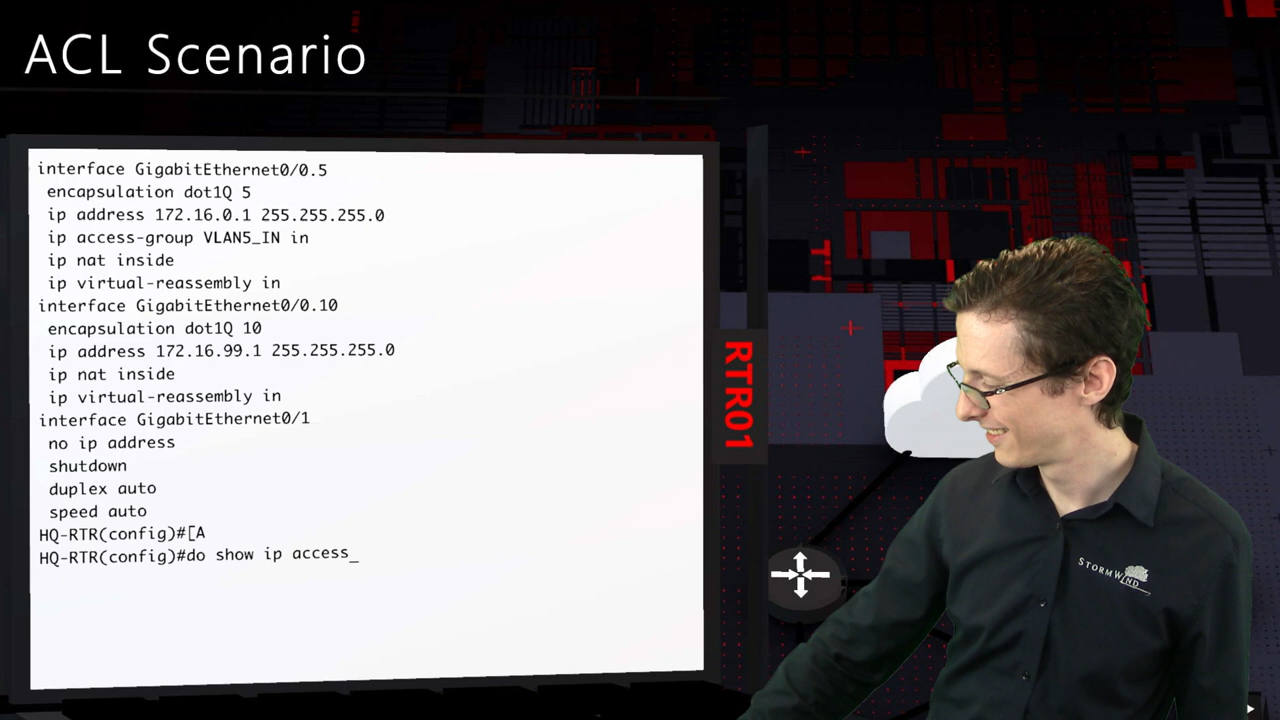 ACL Scenario
interface GigabitEthernet0/0.5
encapsulation dot1Q 5
ip address 172.16.0.1 255.255.255.0
ip access-group VLAN5_IN in
ip nat inside
ip virtual-reassembly in
interface GigabitEthernet0/0.10
encapsulation dot1Q 10
ip address 172.16.99.1 255.255.255.0
ip nat inside
ip virtual-reassembly in
interface GigabitEthernet0/1
no ip address
shutdown
duplex auto
speed auto
HQ-RTR(config)#[A
HQ-RTR(config)#do show ip access_
RTR01
STORMWIND